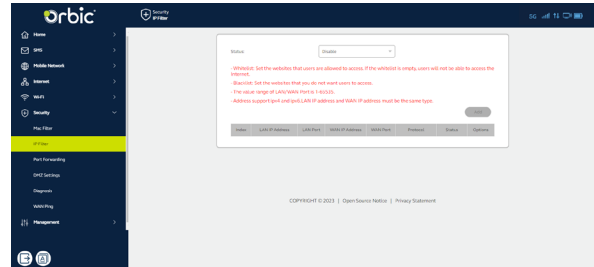 Orbic
Security
IP Filter
5G
Home
SMS
Mobile Network
Internet
Wi-Fi
Security
Mac Filter
IP Filter
Port Forwarding
DMZ Settings
Diagnosis
WAN Ping
Management
Status
Disable
- Whitelist: Set the websites that users are allowed to access. If the whitelist is empty, users will not be able to access the
internet.
- Blacklist: Set the websites that you do not want users to access.
- The value range of LAN/WAN Port is 1-65535.
- Address support ipv4 and ipv6,LAN IP address and WAN IP address must be the same type.
Index LAN IP Address LAN Port WAN IP Address WAN Port Protocol Status Options
COPYRIGHT © 2023 | Open Source Notice | Privacy Statement